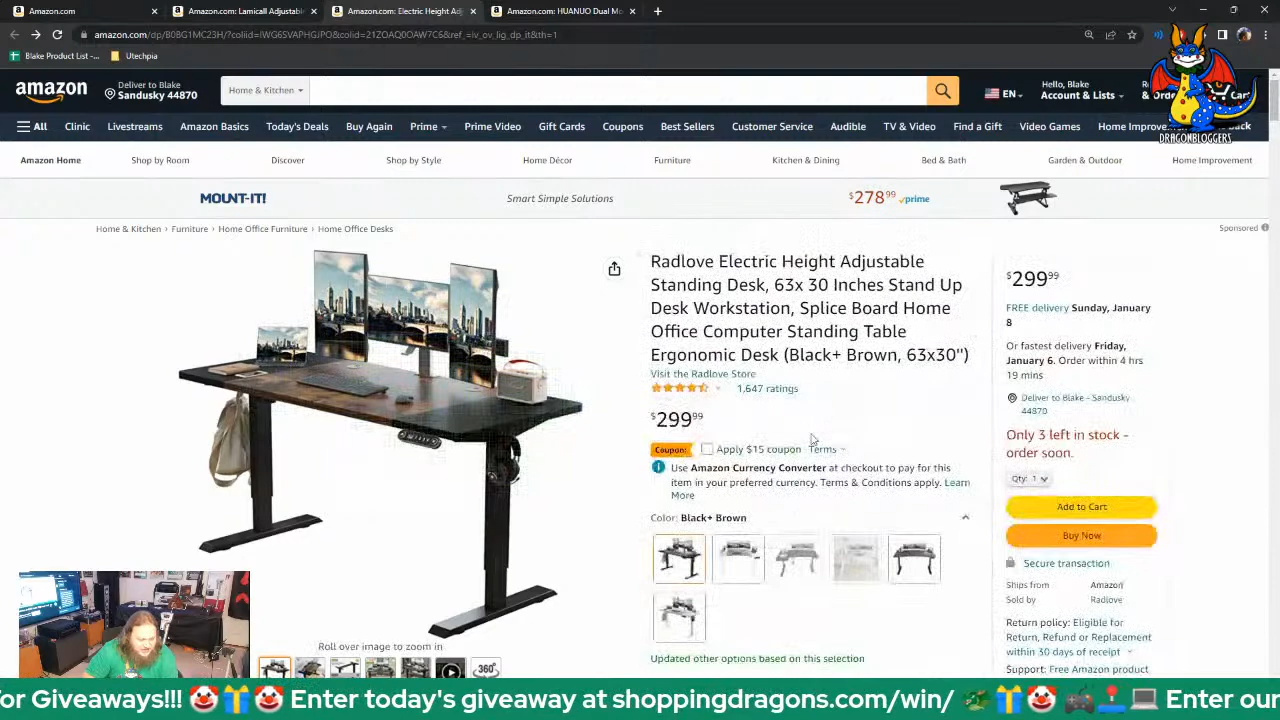 Amazon.com
Amazon.com: Lamicall Adjustabl
Amazon.com: Electric Height Adj
Amazon.com: HUANUO Dual Mo
amazon.com/dp/B0BG1MC23H/?coliid=IWG6SVAPHGJPO&colid=21ZOAQ0OAW7C6&ref_=iv_ov_lig_dp_it&th=1
Blake Product List -...
Utechpia
amazon
Deliver to Blake
Sandusky 44870
Home & Kitchen
EN
Hello, Blake
Account & Lists
& Orde
Cart
All
Clinic
Livestreams
Amazon Basics
Today's Deals
Buy Again
Prime
Prime Video
Gift Cards
Coupons
Best Sellers
Customer Service
Audible
TV & Video
Find a Gift
Video Games
Home Improvem
DRAGONBLOGGERS
Amazon Home
Shop by Room
Discover
Shop by Style
Home Décor
Furniture
Kitchen & Dining
Bed & Bath
Garden & Outdoor
Home Improvement
MOUNT-IT!
Smart Simple Solutions
$278.99 prime
Home & Kitchen › Furniture › Home Office Furniture › Home Office Desks
Sponsored
Radlove Electric Height Adjustable
Standing Desk, 63x 30 Inches Stand Up
Desk Workstation, Splice Board Home
Office Computer Standing Table
Ergonomic Desk (Black+ Brown, 63x30'')
Visit the Radlove Store
1,647 ratings
$299.99
Coupon: Apply $15 coupon Terms
Use Amazon Currency Converter at checkout to pay for this
item in your preferred currency. Terms & Conditions apply. Learn
More
Color: Black+ Brown
Updated other options based on this selection
Roll over image to zoom in
360°
$299.99
FREE delivery Sunday, January
8
Or fastest delivery Friday,
January 6. Order within 4 hrs
19 mins
Deliver to Blake - Sandusky
44870
Only 3 left in stock -
order soon.
Qty: 1
Add to Cart
Buy Now
Secure transaction
Ships from Amazon
Sold by Radlove
Return policy: Eligible for
Return, Refund or Replacement
within 30 days of receipt
Support: Free Amazon product
or Giveaways!!! 🤡🎁🤡 Enter today's giveaway at shoppingdragons.com/win/ 🐉🎁🤡 🎮🕹️💻 Enter our